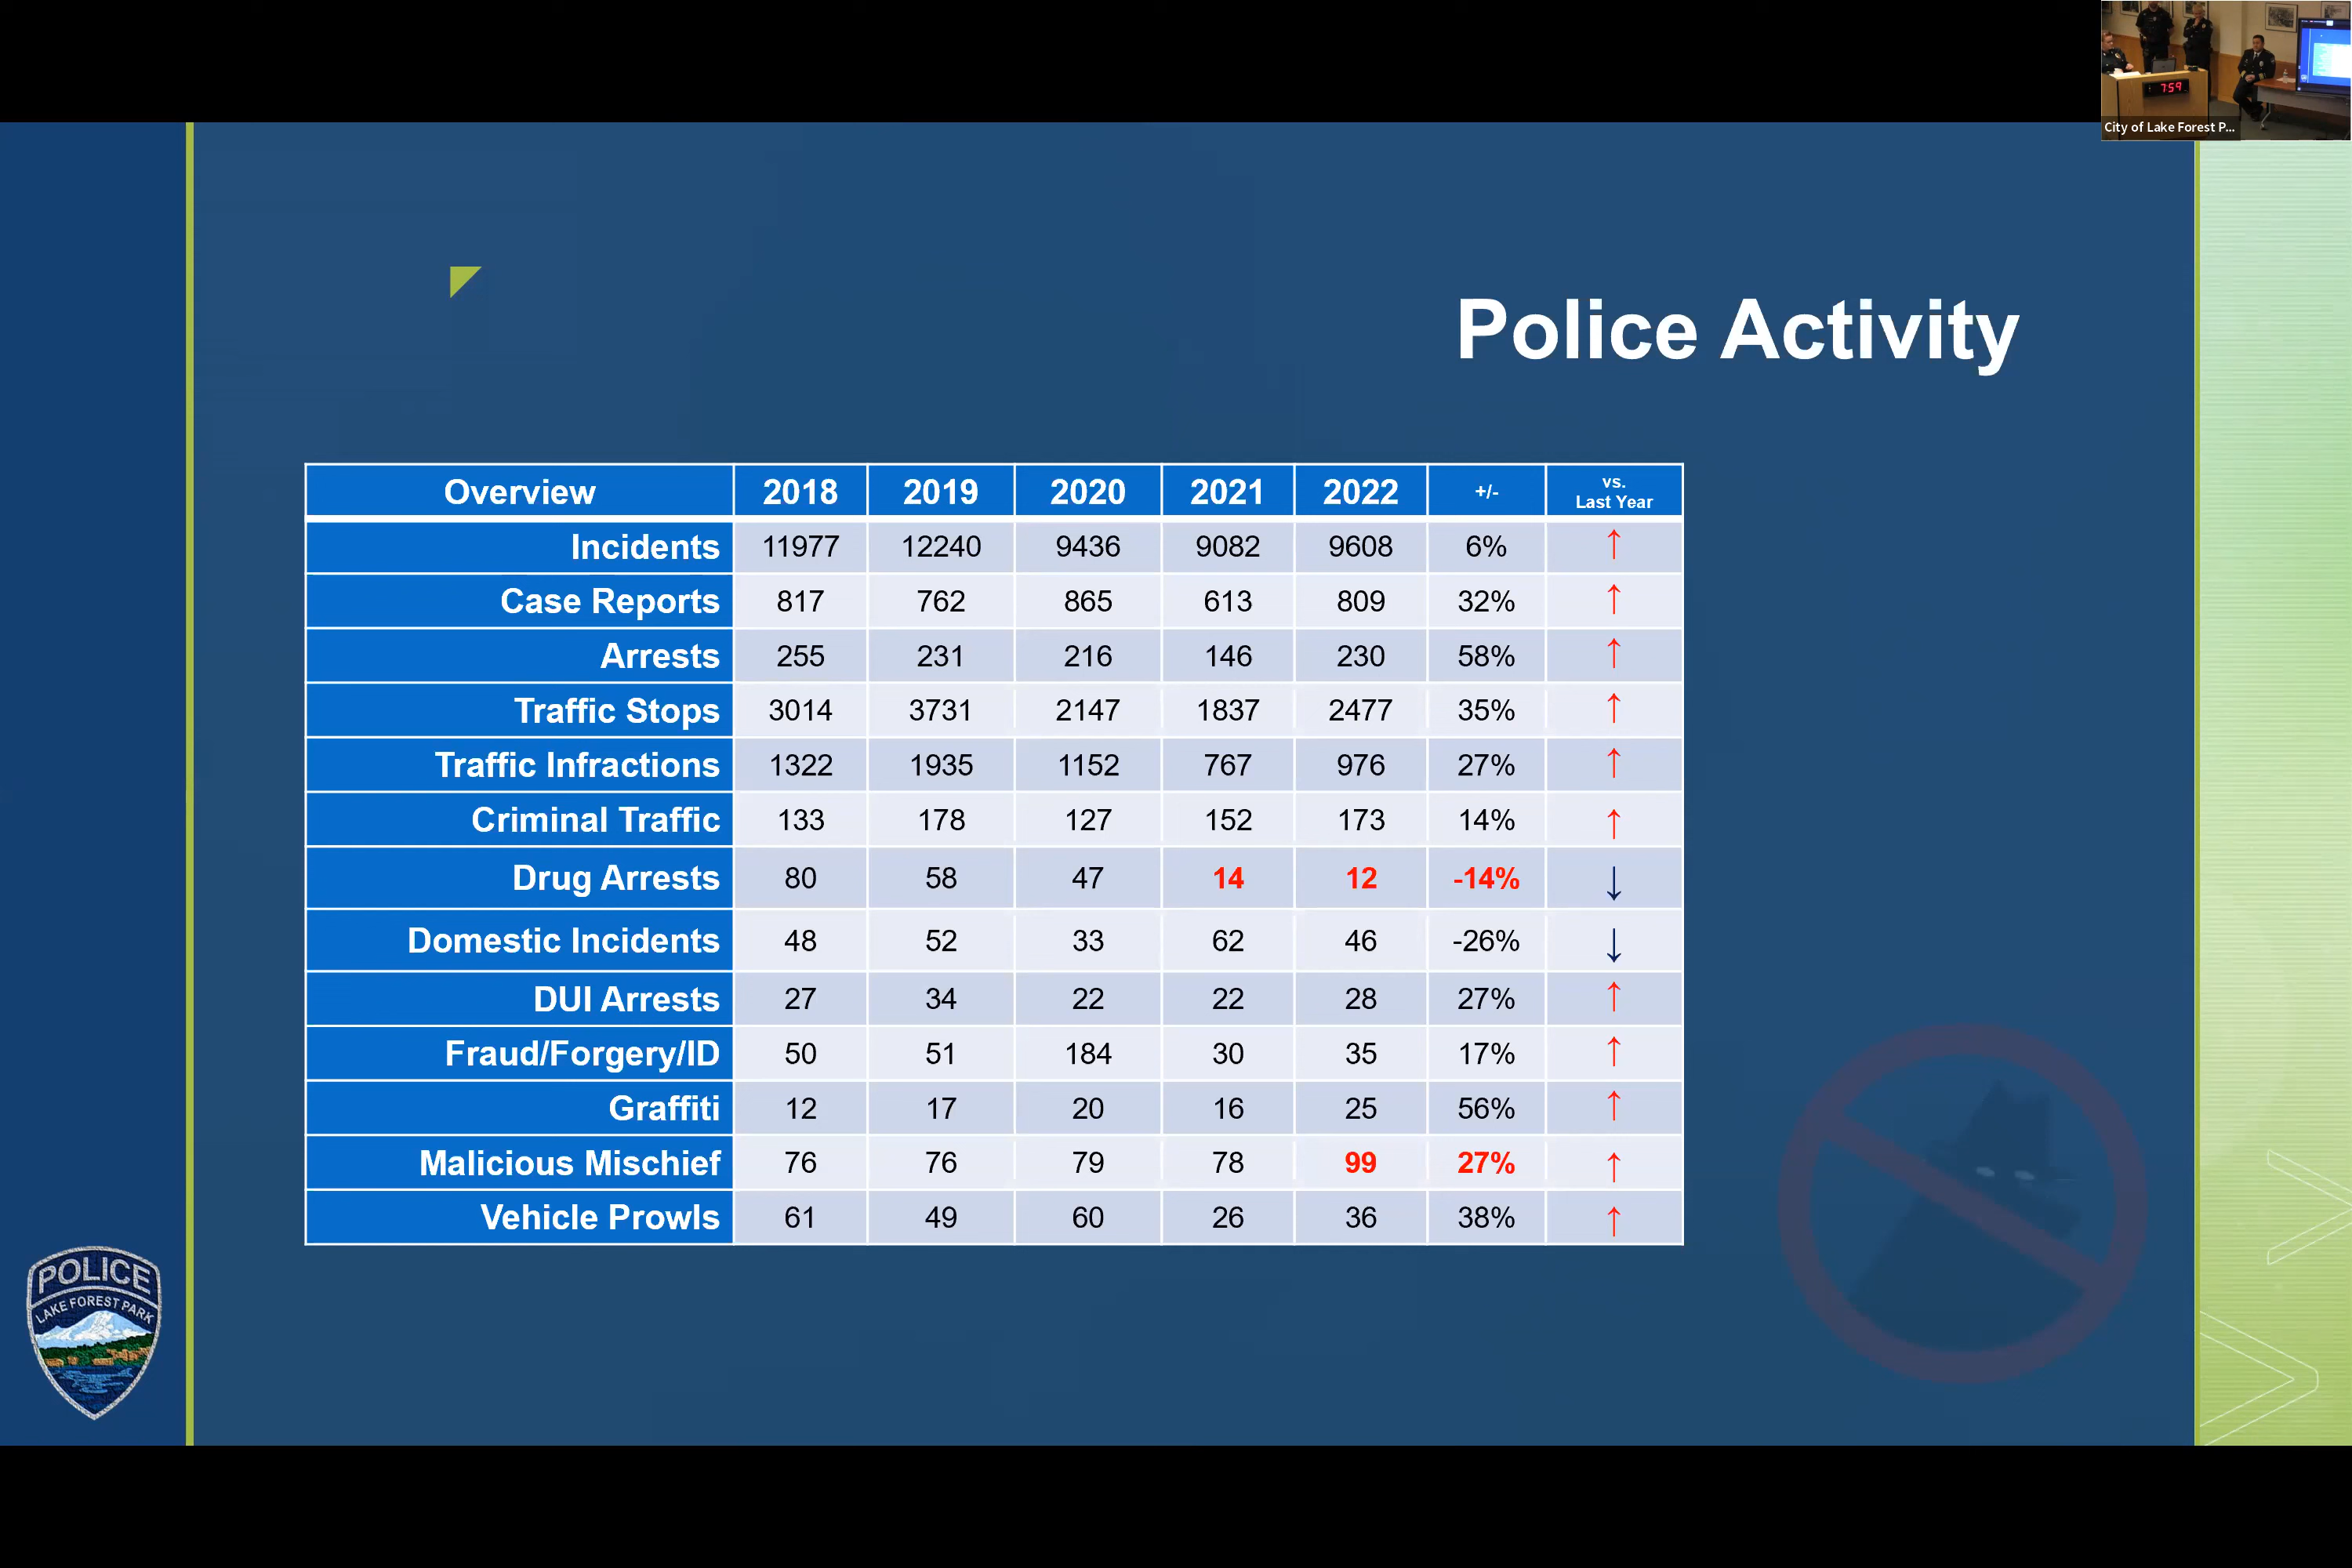 7:59
City of Lake Forest P...
Police Activity
Overview 2018 2019 2020 2021 2022 +/- vs. Last Year
Incidents 11977 12240 9436 9082 9608 6% ↑
Case Reports 817 762 865 613 809 32% ↑
Arrests 255 231 216 146 230 58% ↑
Traffic Stops 3014 3731 2147 1837 2477 35% ↑
Traffic Infractions 1322 1935 1152 767 976 27% ↑
Criminal Traffic 133 178 127 152 173 14% ↑
Drug Arrests 80 58 47 14 12 -14% ↓
Domestic Incidents 48 52 33 62 46 -26% ↓
DUI Arrests 27 34 22 22 28 27% ↑
Fraud/Forgery/ID 50 51 184 30 35 17% ↑
Graffiti 12 17 20 16 25 56% ↑
Malicious Mischief 76 76 79 78 99 27% ↑
Vehicle Prowls 61 49 60 26 36 38% ↑
POLICE
LAKE FOREST PARK